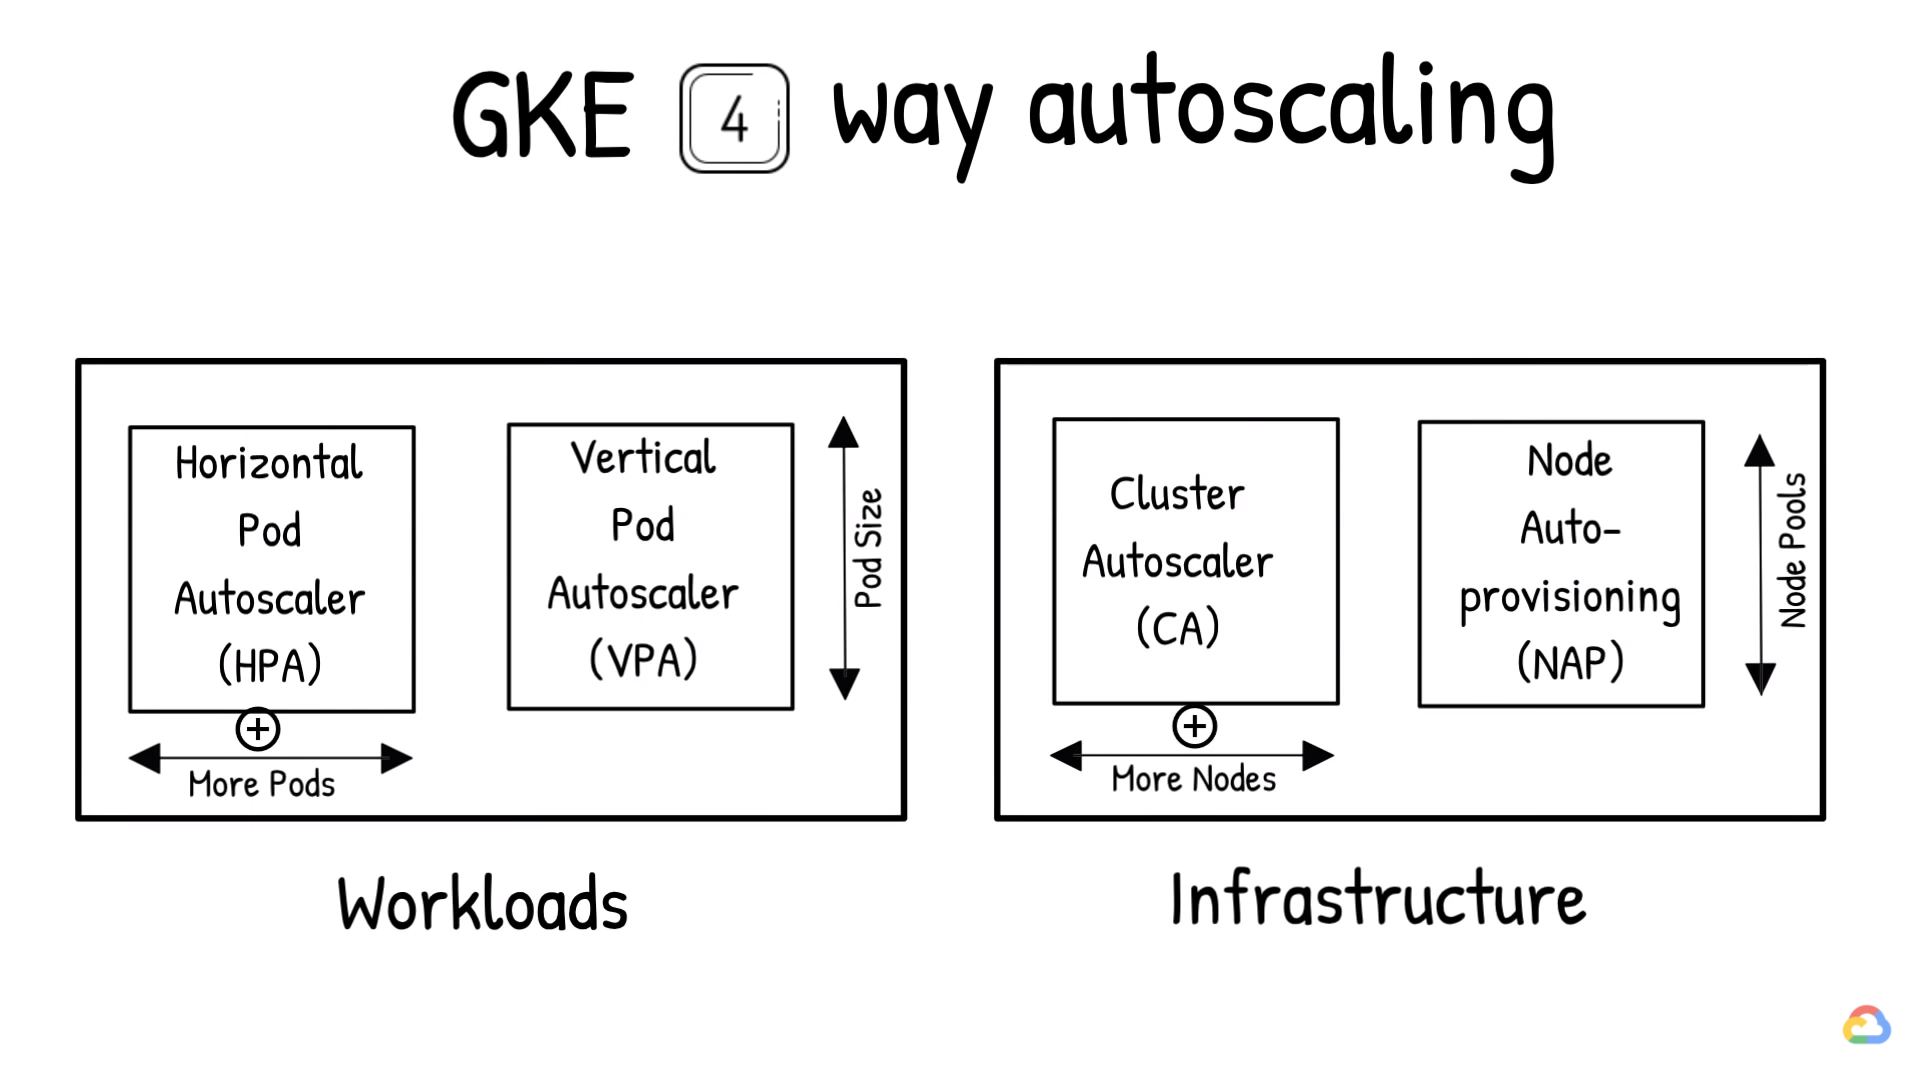 GKE 4 way autoscaling
Horizontal
Pod
Autoscaler
(HPA)
More Pods
Vertical
Pod
Autoscaler
(VPA)
Pod Size
Workloads
Cluster
Autoscaler
(CA)
More Nodes
Node
Auto-
provisioning
(NAP)
Node Pools
Infrastructure